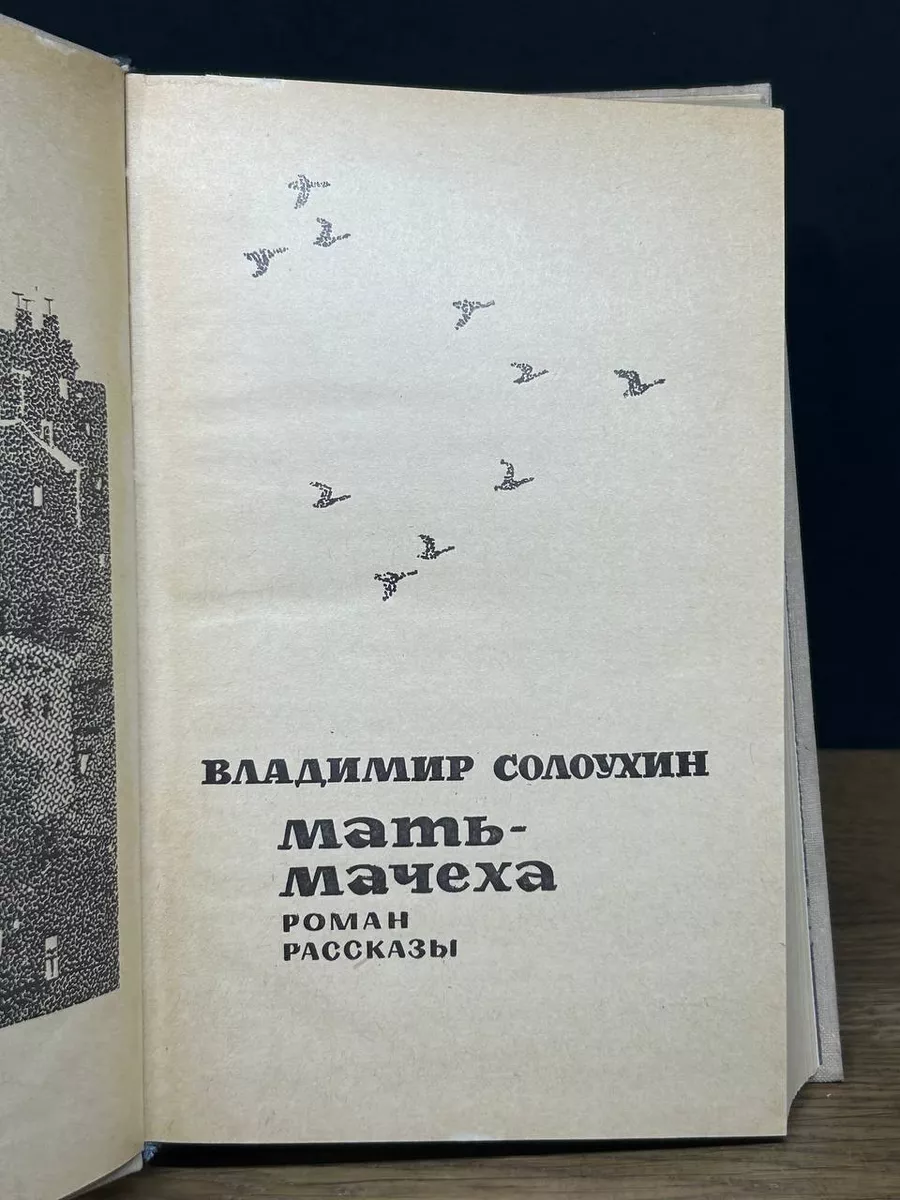 ВЛАДИМИР СОЛОУХИН
мать-
мачеха
РОМАН
РАССКАЗЫ